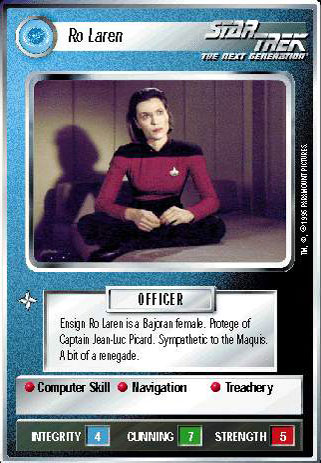 Ro Laren
STAR TREK
THE NEXT GENERATION
TM, ©, © 1995 PARAMOUNT PICTURES.
OFFICER
Ensign Ro Laren is a Bajoran female. Protege of
Captain Jean-Luc Picard. Sympathetic to the Maquis.
A bit of a renegade.
Computer Skill Navigation Treachery
INTEGRITY 4 CUNNING 7 STRENGTH 5